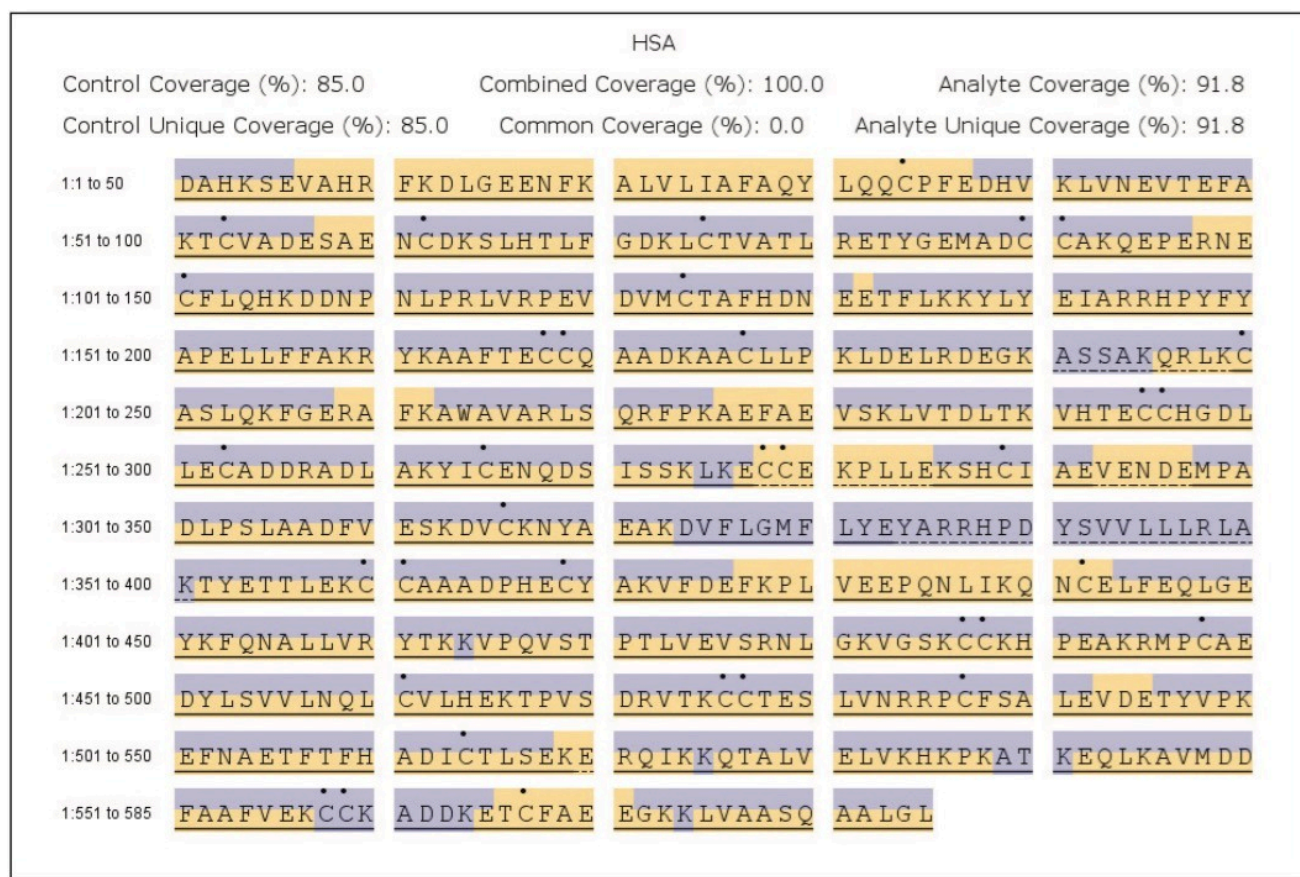 HSA
Control Coverage (%): 85.0 Combined Coverage (%): 100.0 Analyte Coverage (%): 91.8
Control Unique Coverage (%): 85.0 Common Coverage (%): 0.0 Analyte Unique Coverage (%): 91.8
1:1 to 50 DAHKSEVAHR FKDLGEENFK ALVLIAFAQY LQQCPFEDHV KLVNEVTEFA
1:51 to 100 KTCVADESAE NCDKSLHTLF GDKLCTVATL RETYGEMADC CAKQEPERNE
1:101 to 150 CFLQHKDDNP NLPRLVRPEV DVMCTAFHDN EETFLKKYLY EIARRHPYFY
1:151 to 200 APELLFFAKR YKAAFTECCQ AADKAACLLP KLDELRDEGK ASSAKQRLKC
1:201 to 250 ASLQKFGERA FKAWAVARLS QRFPKAEFAE VSKLVTDLTK VHTECCHGDL
1:251 to 300 LECADDRADL AKYICENQDS ISSKLKECCE KPLLEKSHCI AEVENDEMPA
1:301 to 350 DLPSLAADFV ESKDVCKNYA EAKDVFLGMF LYEYARRHPD YSVVLLLRLA
1:351 to 400 KTYETTLEKC CAAADPHECY AKVFDEFKPL VEEPQNLIKQ NCELFEQLGE
1:401 to 450 YKFQNALLVR YTKKVPQVST PTLVEVSRNL GKVGSKCCKH PEAKRMPCAE
1:451 to 500 DYLSVVLNQL CVLHEKTPVS DRVTKCCTES LVNRRPCFSA LEVDETYVPK
1:501 to 550 EFNAETFTFH ADICTLSEKE RQIKKQTALV ELVKHKPKAT KEQLKAVMDD
1:551 to 585 FAAFVEKCCK ADDKETCFAE EGKKLVAASQ AALGL